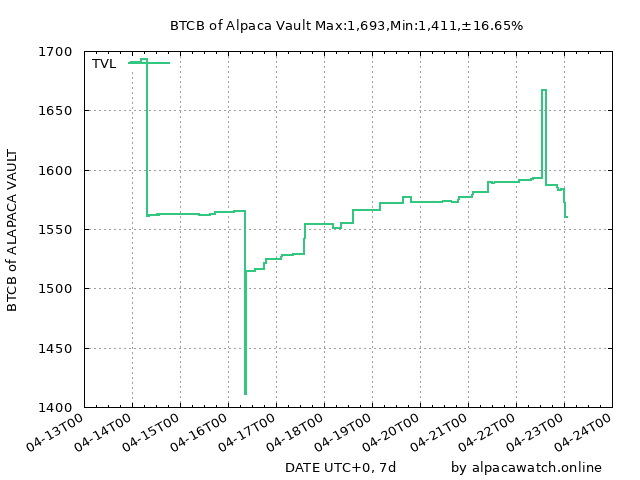 BTCB of Alpaca Vault Max:1,693,Min:1,411,±16.65%
TVL
BTCB of ALAPACA VAULT
1700
1650
1600
1550
1500
1450
1400
04-13T00
04-14T00
04-15T00
04-16T00
04-17T00
04-18T00
04-19T00
04-20T00
04-21T00
04-22T00
04-23T00
04-24T00
DATE UTC+0, 7d
by alpacawatch.online